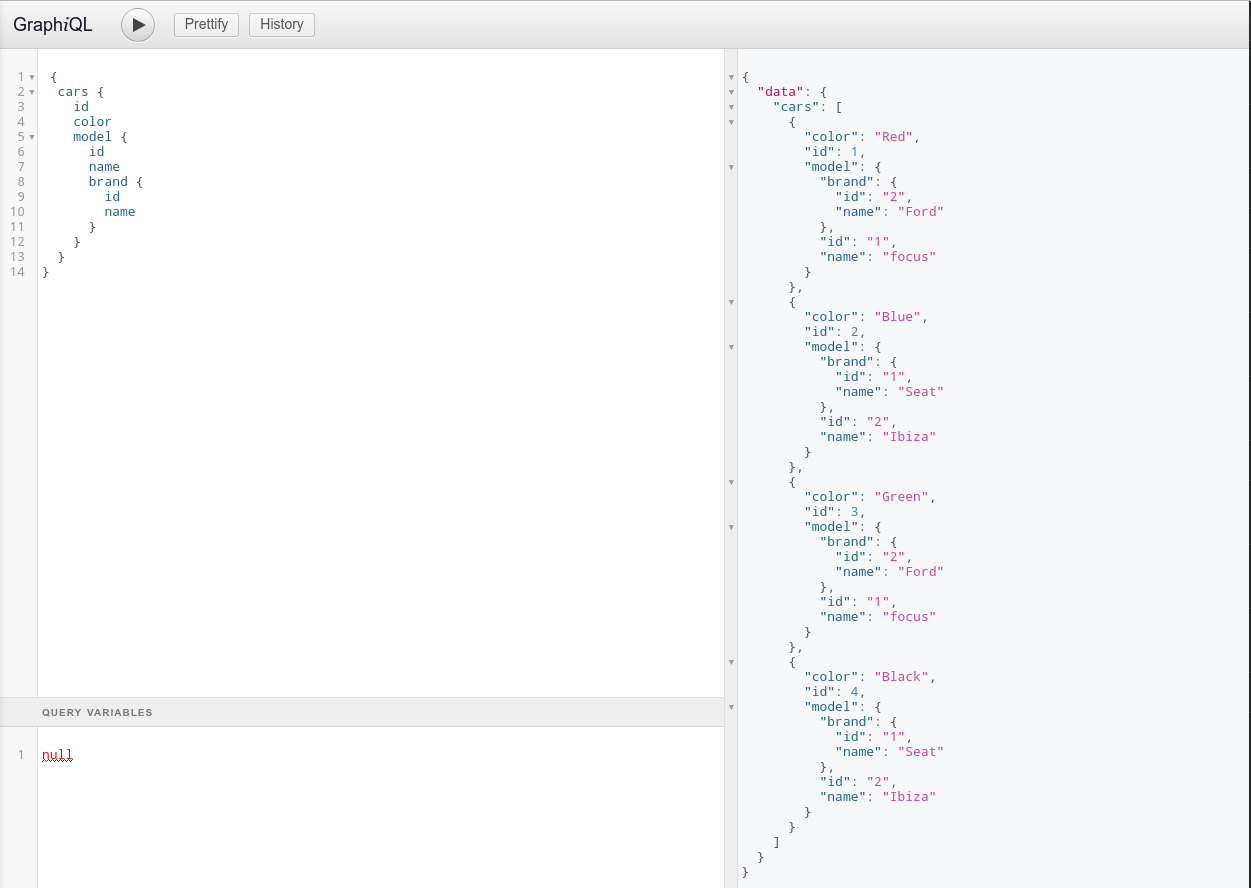 GraphiQL
Prettify
History
1 {
2 cars {
3 id
4 color
5 model {
6 id
7 name
8 brand {
9 id
10 name
11 }
12 }
13 }
14 }
QUERY VARIABLES
1 null
{
"data": {
"cars": [
{
"color": "Red",
"id": 1,
"model": {
"brand": {
"id": "2",
"name": "Ford"
},
"id": "1",
"name": "focus"
}
},
{
"color": "Blue",
"id": 2,
"model": {
"brand": {
"id": "1",
"name": "Seat"
},
"id": "2",
"name": "Ibiza"
}
},
{
"color": "Green",
"id": 3,
"model": {
"brand": {
"id": "2",
"name": "Ford"
},
"id": "1",
"name": "focus"
}
},
{
"color": "Black",
"id": 4,
"model": {
"brand": {
"id": "1",
"name": "Seat"
},
"id": "2",
"name": "Ibiza"
}
}
]
}
}